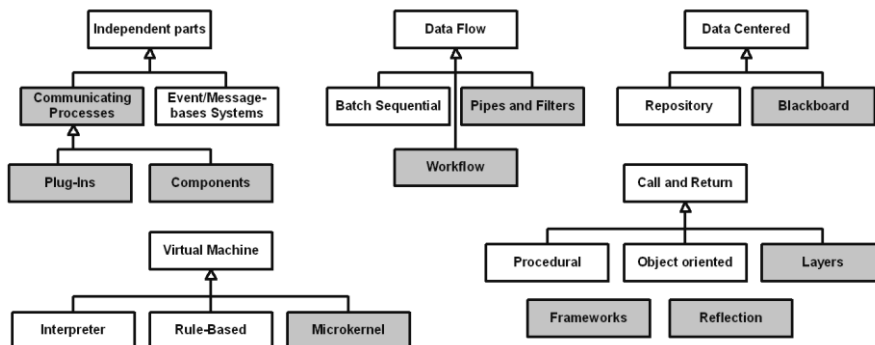 Independent parts
Data Flow
Data Centered
Communicating
Processes
Event/Message-
bases Systems
Batch Sequential
Pipes and Filters
Repository
Blackboard
Plug-Ins
Components
Workflow
Call and Return
Virtual Machine
Procedural
Object oriented
Layers
Interpreter
Rule-Based
Microkernel
Frameworks
Reflection